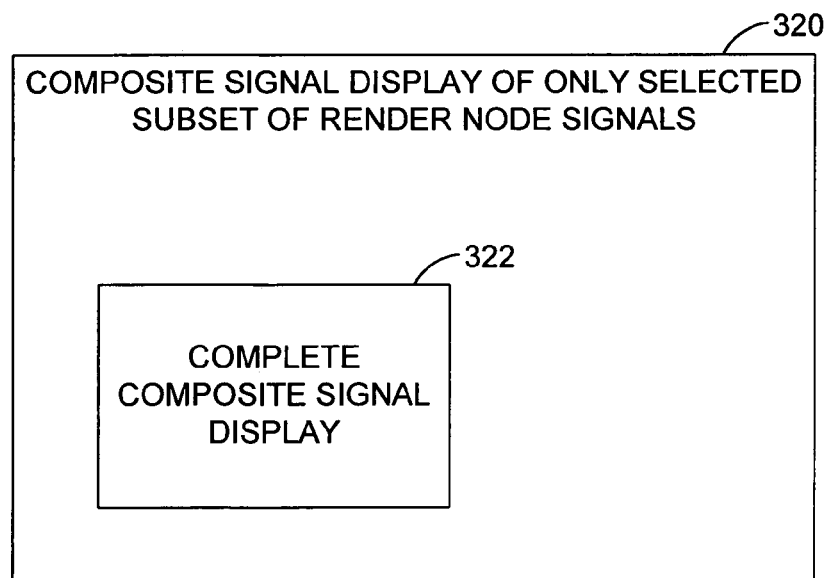 320
COMPOSITE SIGNAL DISPLAY OF ONLY SELECTED
SUBSET OF RENDER NODE SIGNALS
322
COMPLETE
COMPOSITE SIGNAL
DISPLAY